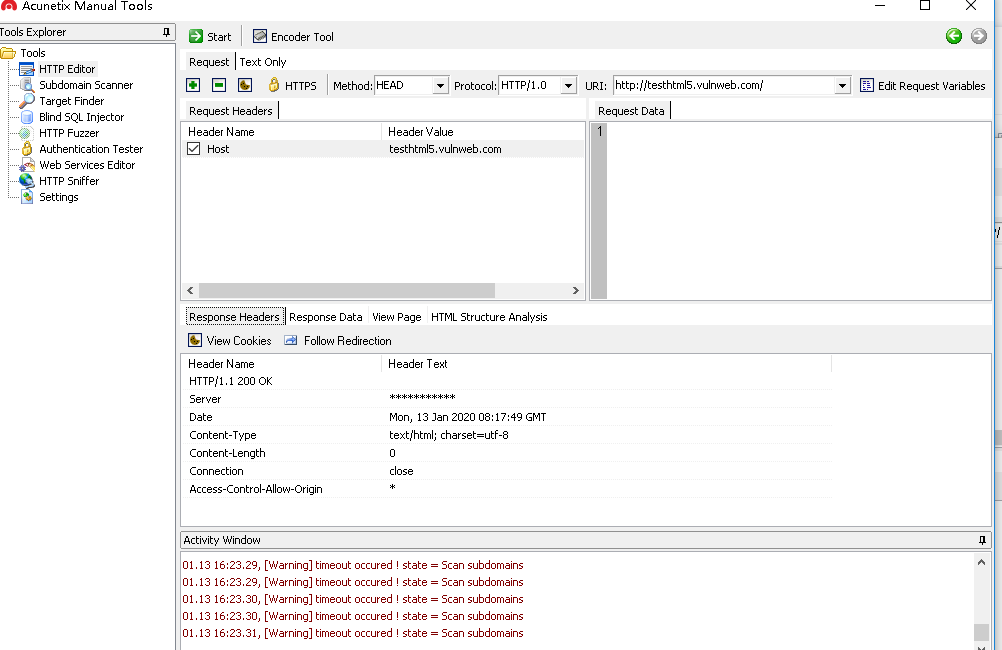 Acunetix Manual Tools
Tools Explorer
Tools
HTTP Editor
Subdomain Scanner
Target Finder
Blind SQL Injector
HTTP Fuzzer
Authentication Tester
Web Services Editor
HTTP Sniffer
Settings
Start Encoder Tool
Request Text Only
HTTPS Method: HEAD Protocol: HTTP/1.0 URI: http://testhtml5.vulnweb.com/ Edit Request Variables
Request Headers Request Data
Header Name Header Value 1
Host testhtml5.vulnweb.com
Response Headers Response Data View Page HTML Structure Analysis
View Cookies Follow Redirection
Header Name Header Text
HTTP/1.1 200 OK
Server ***********
Date Mon, 13 Jan 2020 08:17:49 GMT
Content-Type text/html; charset=utf-8
Content-Length 0
Connection close
Access-Control-Allow-Origin *
Activity Window
01.13 16:23.29, [Warning] timeout occured ! state = Scan subdomains
01.13 16:23.29, [Warning] timeout occured ! state = Scan subdomains
01.13 16:23.30, [Warning] timeout occured ! state = Scan subdomains
01.13 16:23.30, [Warning] timeout occured ! state = Scan subdomains
01.13 16:23.31, [Warning] timeout occured ! state = Scan subdomains